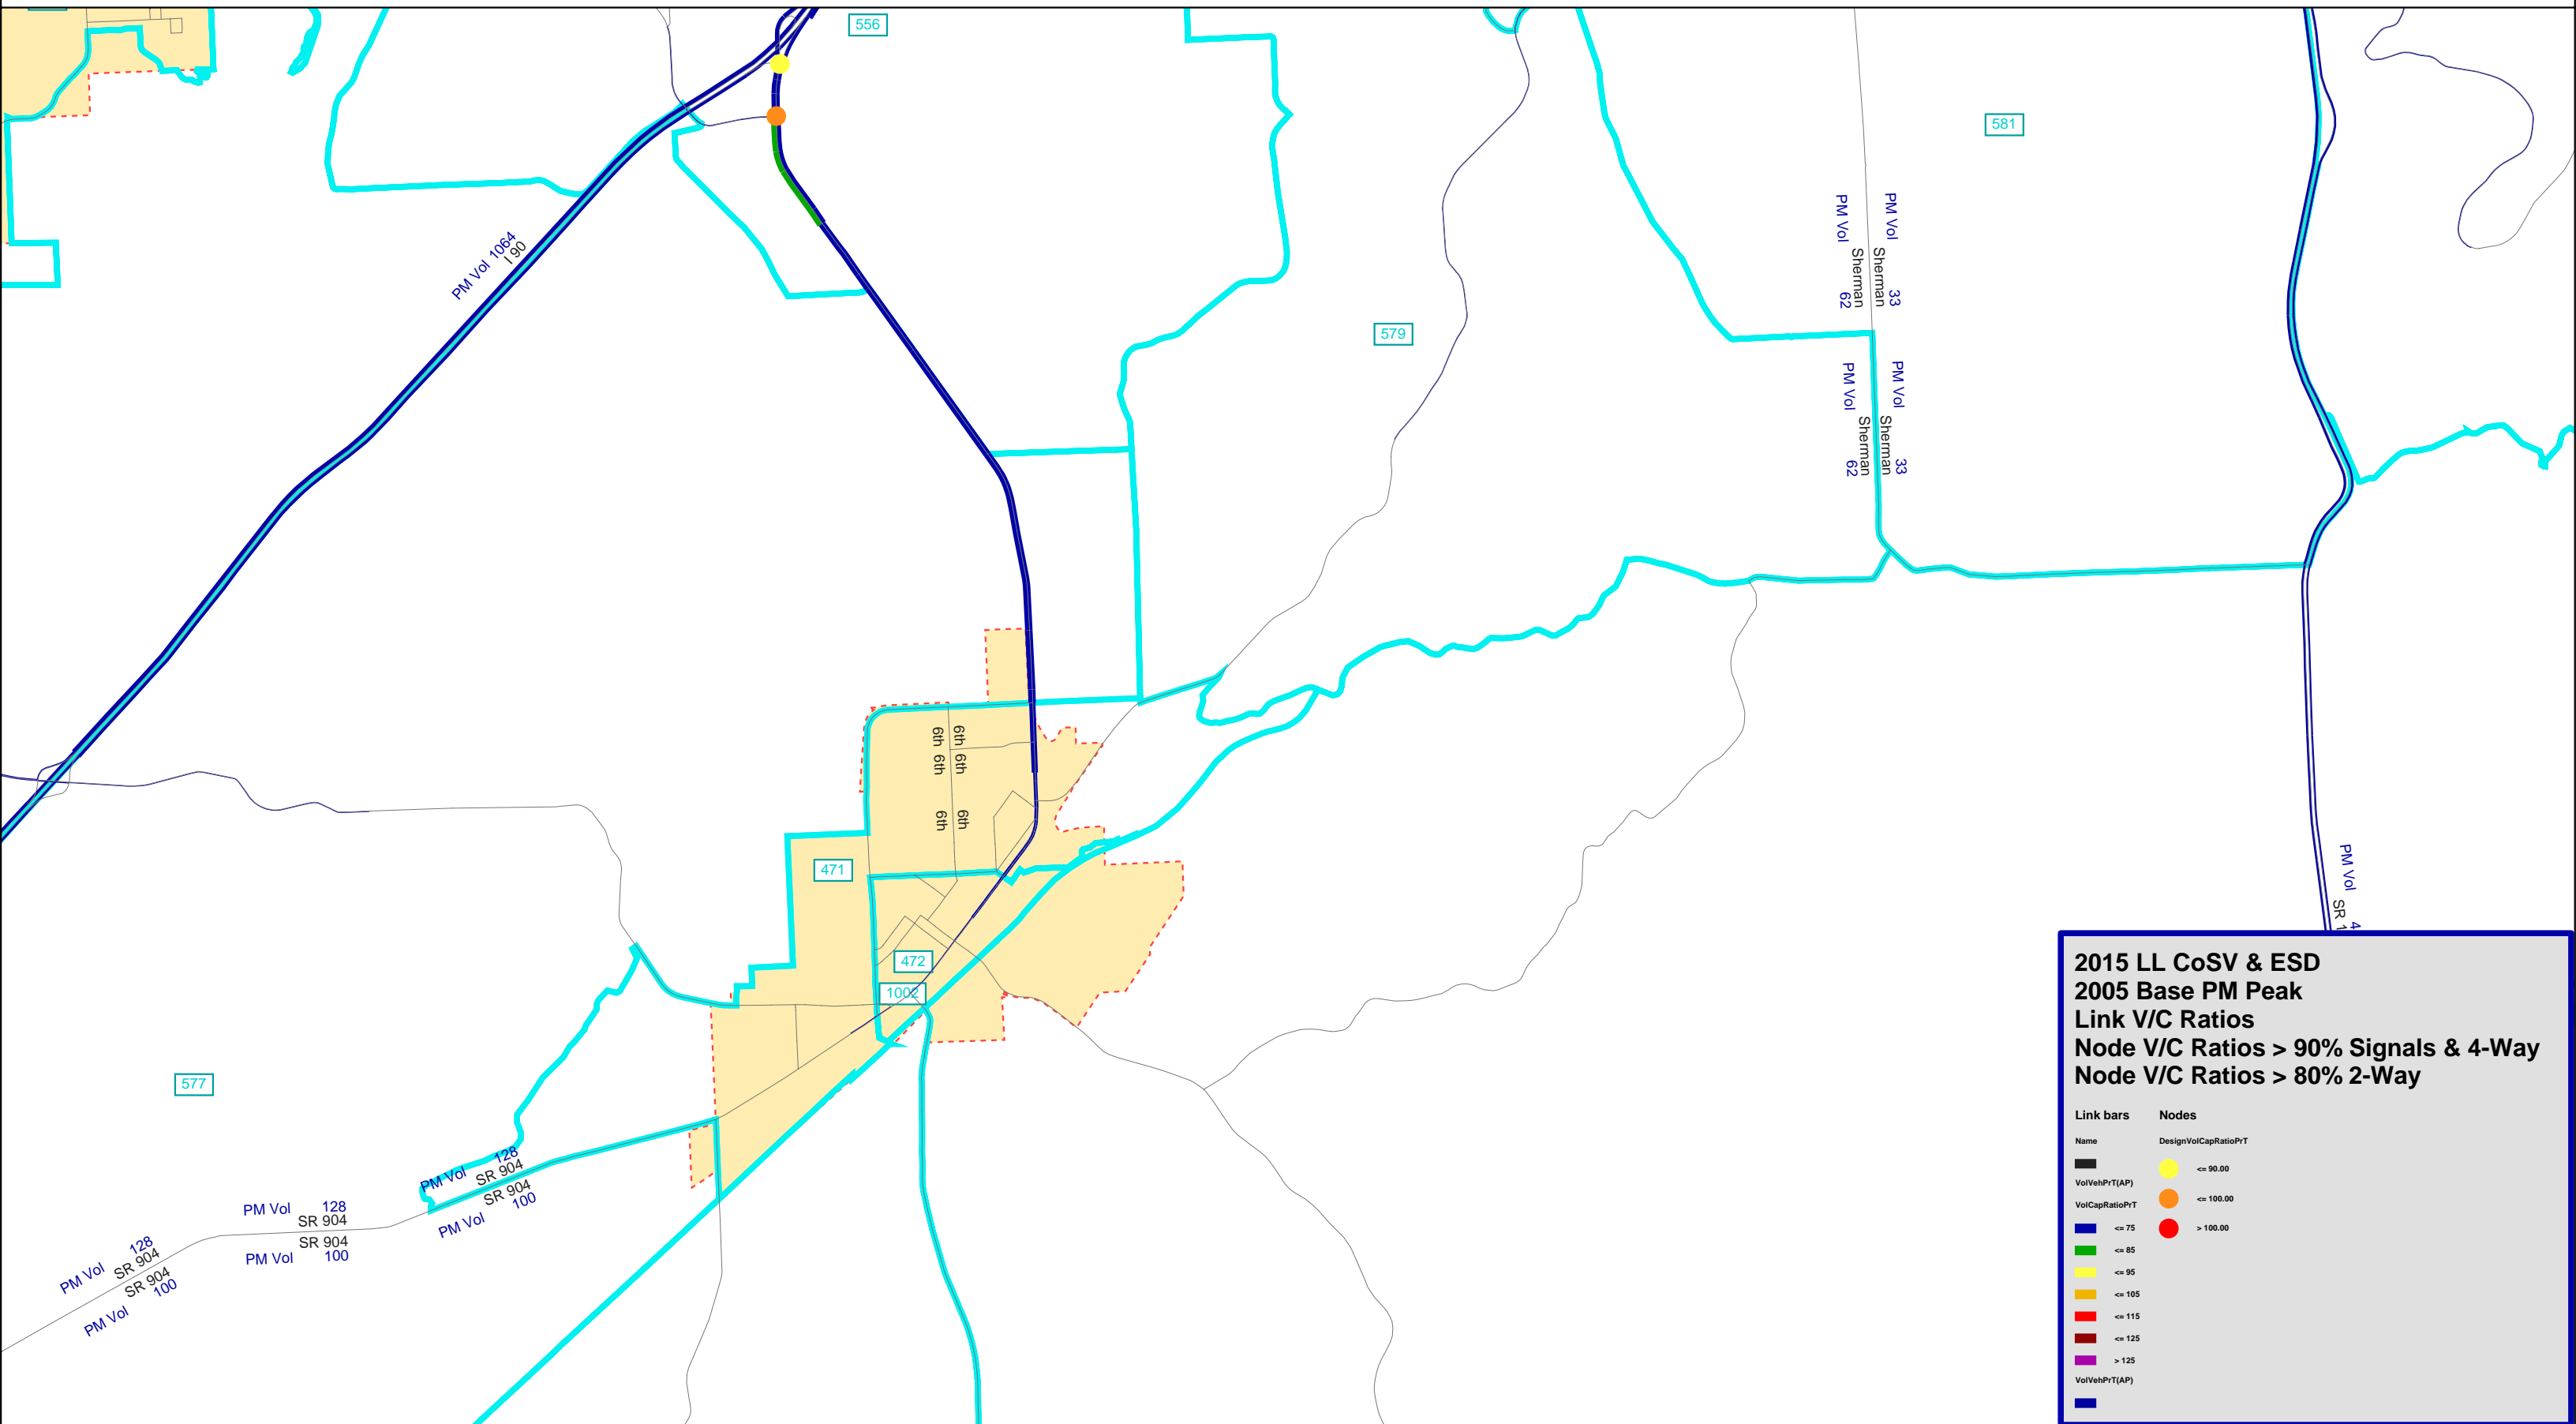 556
581
PM Vol 1064
I 90
PM Vol 62
Sherman
Sherman
PM Vol 33
579
PM Vol 62
Sherman
Sherman
PM Vol 33
6th 6th
6th 6th
6th 6th
471
472
1002
577
PM Vol 128
SR 904
SR 904
PM Vol 100
PM Vol 128
SR 904
SR 904
PM Vol 100
PM Vol 128
SR 904
SR 904
PM Vol 100
PM Vol 4
SR 1
2015 LL CoSV & ESD
2005 Base PM Peak
Link V/C Ratios
Node V/C Ratios > 90% Signals & 4-Way
Node V/C Ratios > 80% 2-Way
Link bars
Name
VolVehPrT(AP)
VolCapRatioPrT
<= 75
<= 85
<= 95
<= 105
<= 115
<= 125
> 125
VolVehPrT(AP)
Nodes
DesignVolCapRatioPrT
<= 90.00
<= 100.00
> 100.00